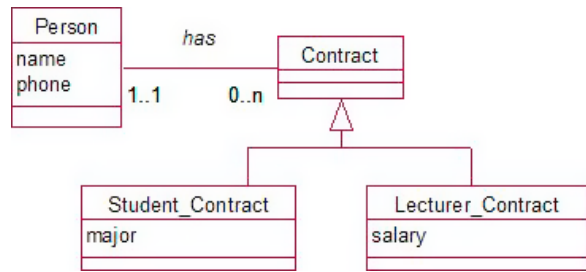 Person
name
phone
has
1..1
0..n
Contract
Student_Contract
major
Lecturer_Contract
salary